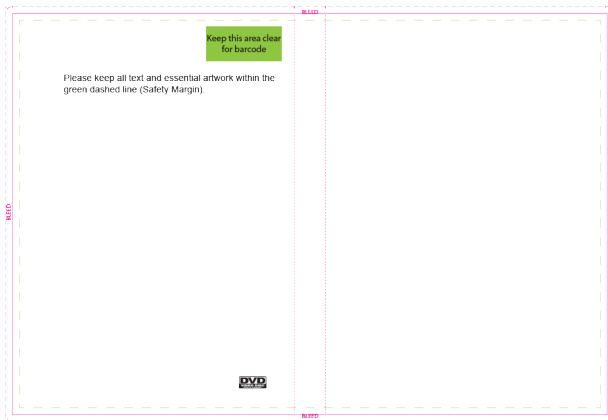 BLEED
Keep this area clear
for barcode
Please keep all text and essential artwork within the
green dashed line (Safety Margin).
BLEED
DVD
BLEED